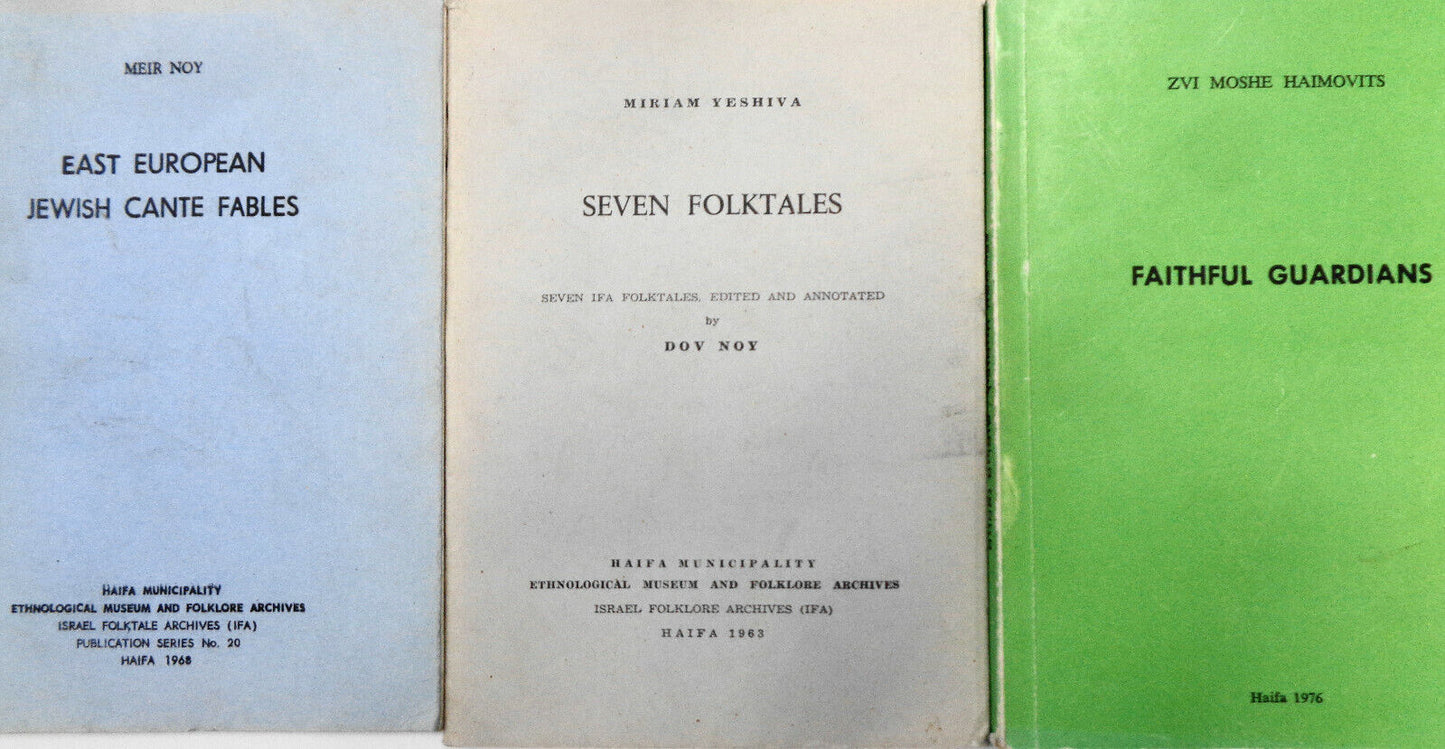 MEIR NOY
EAST EUROPEAN
JEWISH CANTE FABLES
HAIFA MUNICIPALITY
ETHNOLOGICAL MUSEUM AND FOLKLORE ARCHIVES
ISRAEL FOLKTALE ARCHIVES (IFA)
PUBLICATION SERIES No. 20
HAIFA 1968
MIRIAM YESHIVA
SEVEN FOLKTALES
SEVEN IFA FOLKTALES, EDITED AND ANNOTATED
by
DOV NOY
HAIFA MUNICIPALITY
ETHNOLOGICAL MUSEUM AND FOLKLORE ARCHIVES
ISRAEL FOLKLORE ARCHIVES (IFA)
HAIFA 1963
ZVI MOSHE HAIMOVITS
FAITHFUL GUARDIANS
Haifa 1976